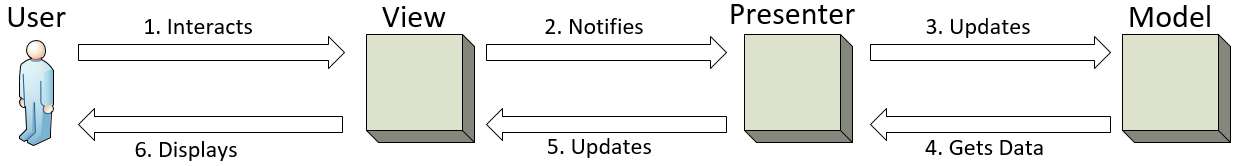 User
View
Presenter
Model
1. Interacts
2. Notifies
3. Updates
6. Displays
5. Updates
4. Gets Data